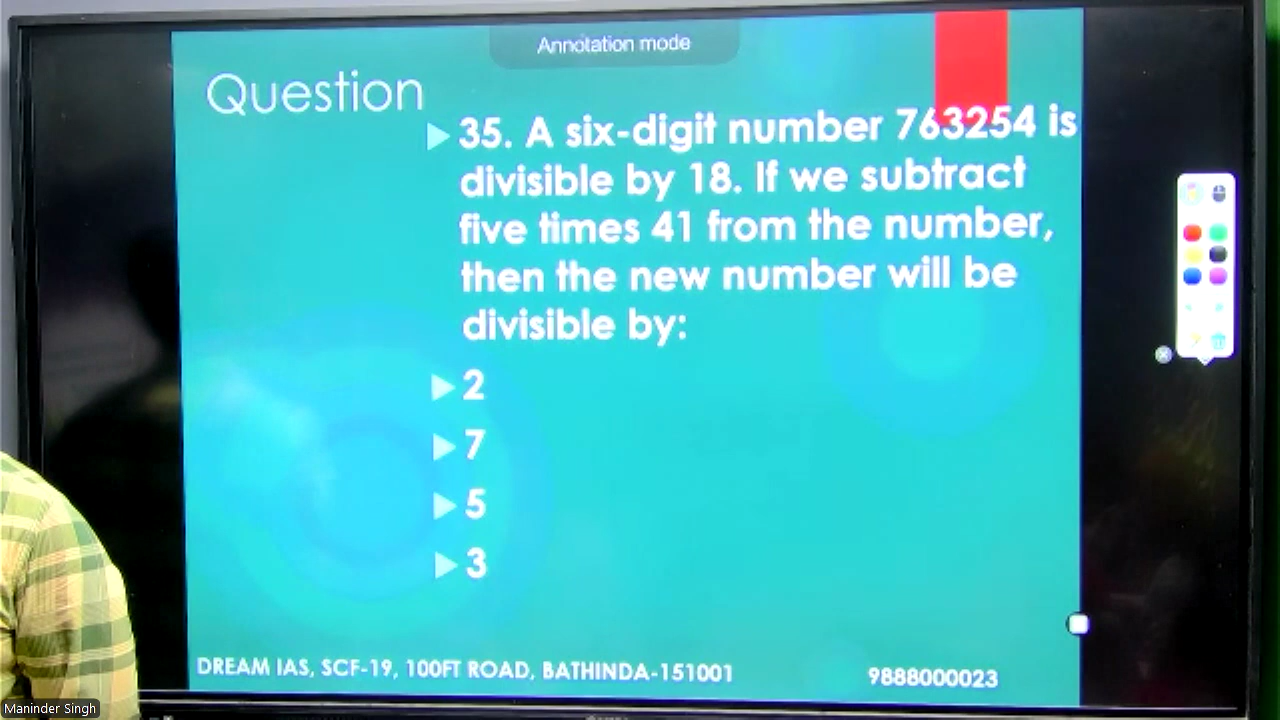 Annotation mode
Question
35. A six-digit number 763254 is
divisible by 18. If we subtract
five times 41 from the number,
then the new number will be
divisible by:
2
7
5
3
DREAM IAS, SCF-19, 100FT ROAD, BATHINDA-151001
9888000023
Maninder Singh